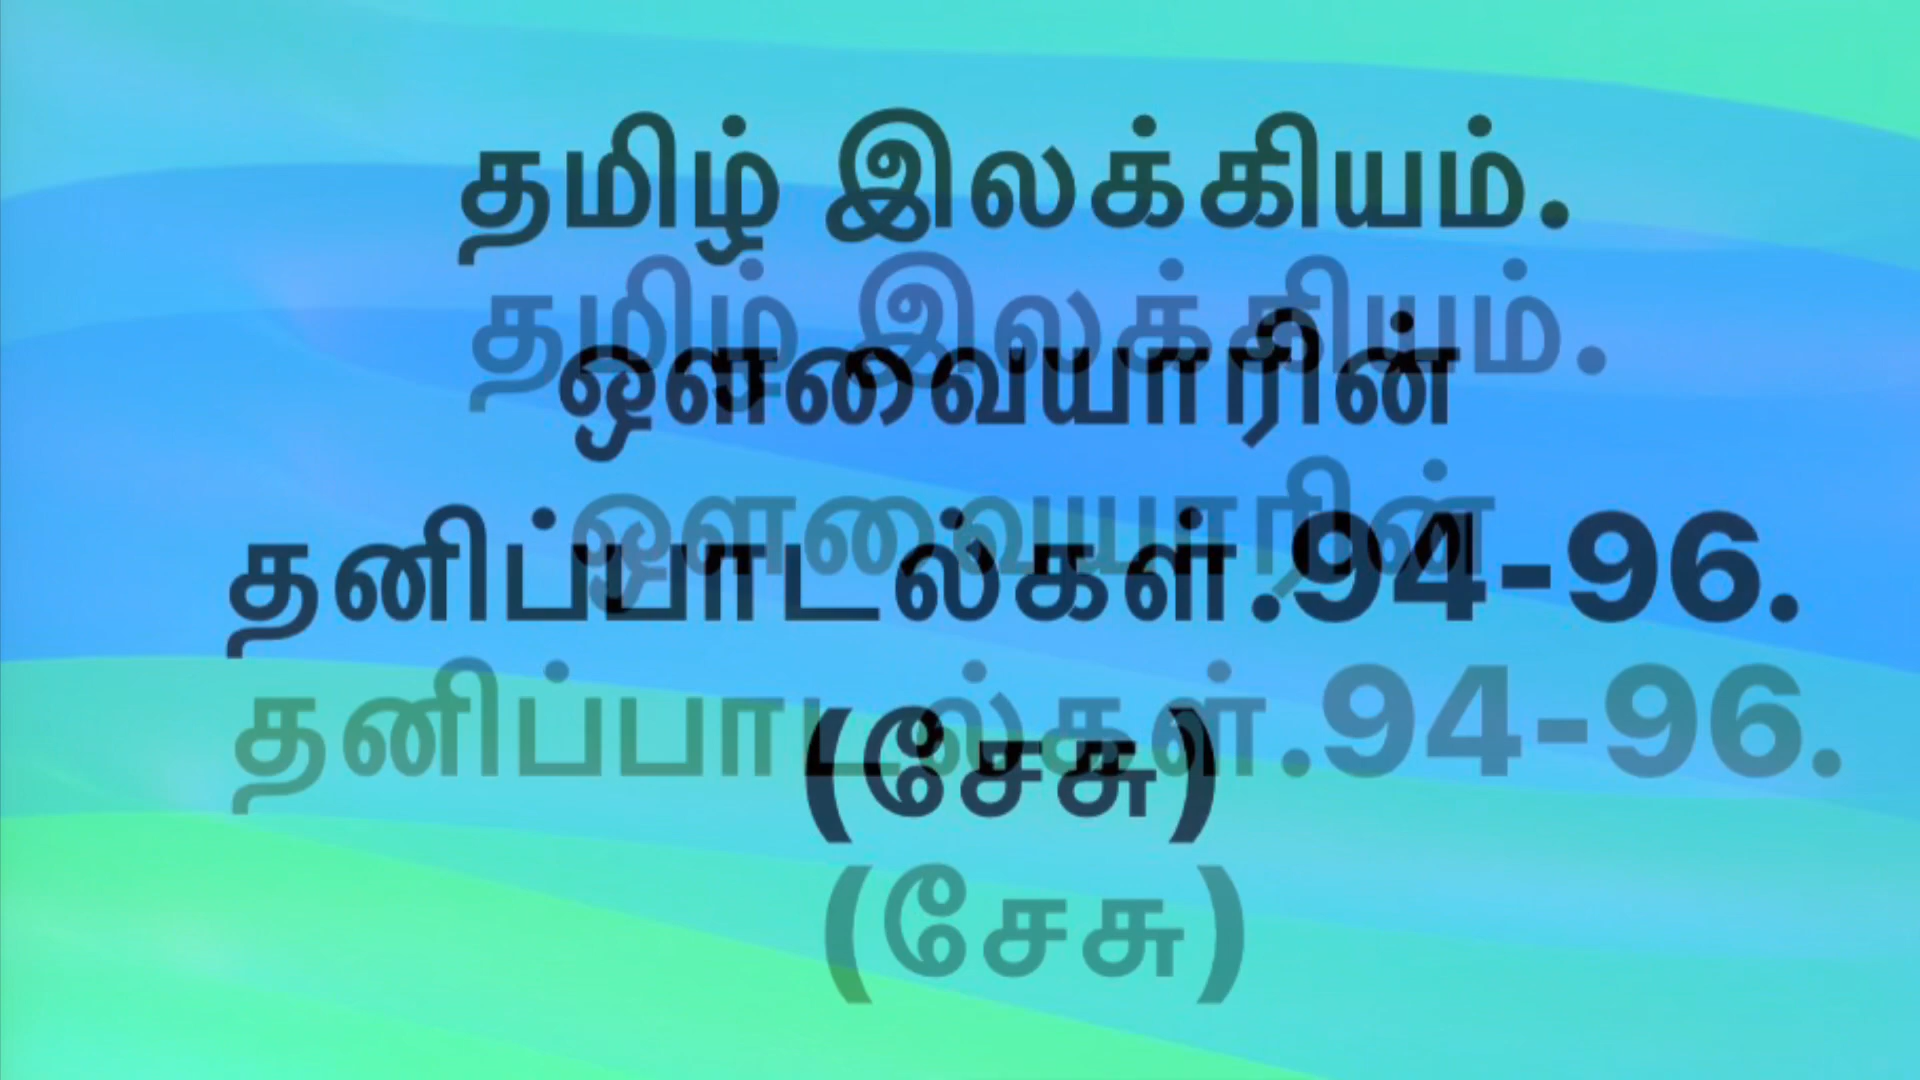 தமிழ் இலக்கியம்.
ஔவையாரின்
தனிப்பாடல்கள்.94-96.
(சேசு)